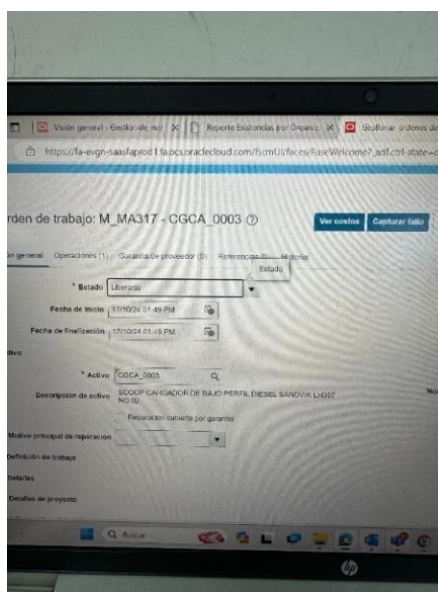 Visión general - Gestión de
Reporte Existencias por
Gestionar órdenes de
https://fa-evgn-saasfaprod1.fa.ocs.oraclecloud.com/fscmUI/faces/FuseWelcome?_adf.ctrl-state=
rden de trabajo: M_MA317 - CGCA_0003
Ver costos Capturar fallo
ón general Operaciones (1) Garantía de proveedor (0) Referencias (0) Historial
Estado
* Estado Liberada
Fecha de inicio 17/10/24 01:49 PM
Fecha de finalización 17/10/24 01:49 PM
tivo
* Activo CGCA_0003
Descripción de activo SCOOP CARGADOR DE BAJO PERFIL DIESEL SANDVIK LH307
NO.02
Reparación cubierta por garantía
Motivo principal de reparación
Definición de trabajo
Detalles
Detalles de proyecto
Buscar
hp